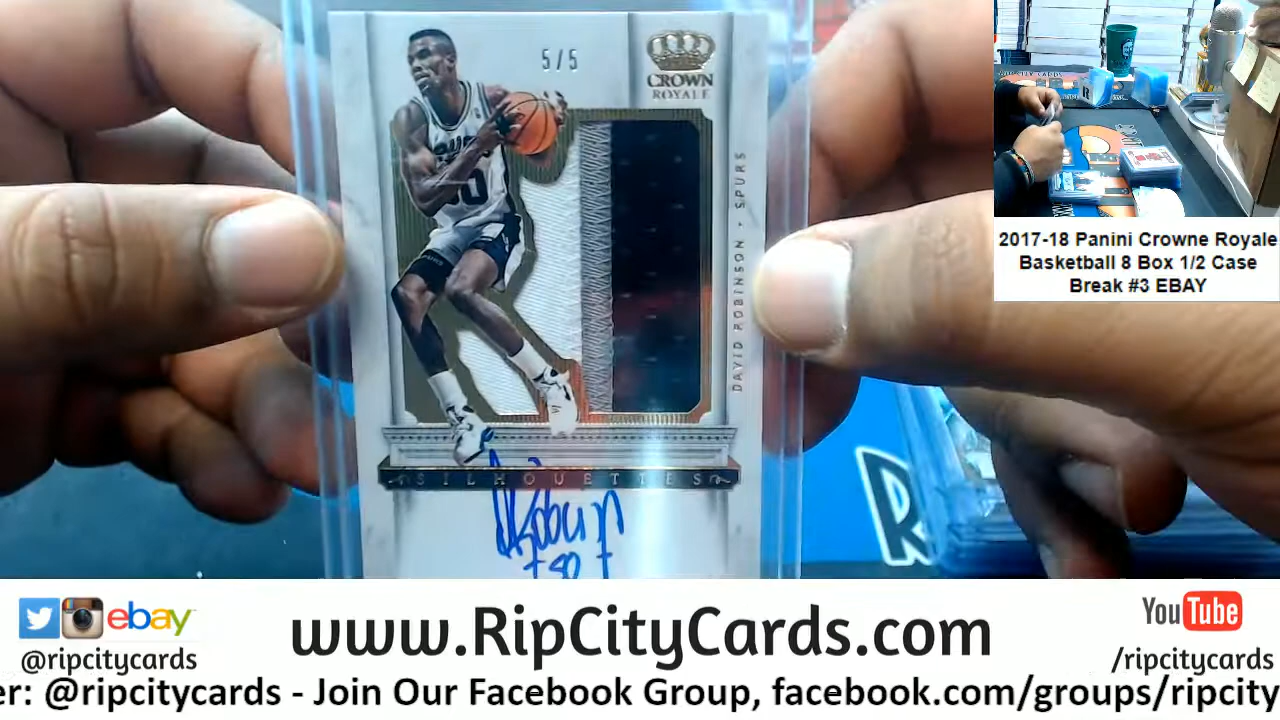 5/5
CROWN
ROYALE
DAVID ROBINSON · SPURS
SILHOUETTES
50
2017-18 Panini Crowne Royale
Basketball 8 Box 1/2 Case
Break #3 EBAY
ebay
@ripcitycards
www.RipCityCards.com
YouTube
/ripcitycards
er: @ripcitycards - Join Our Facebook Group, facebook.com/groups/ripcity